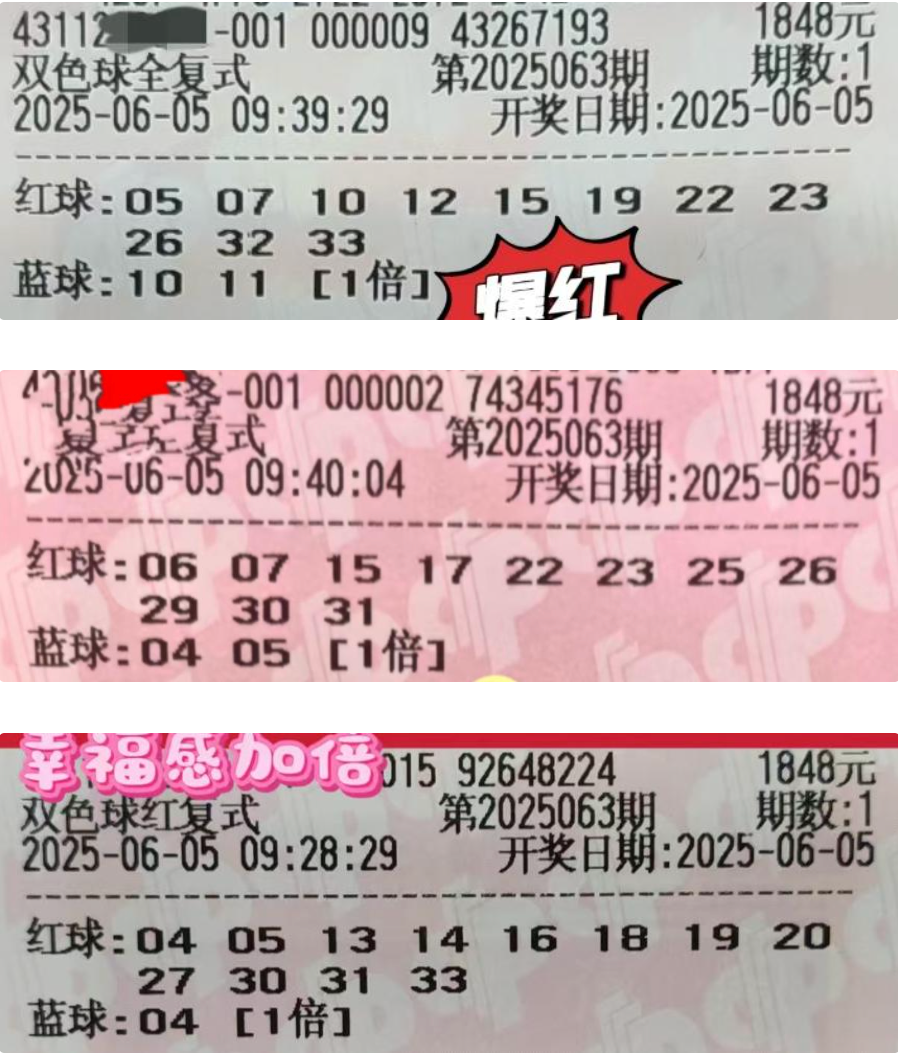 -001 000009 43267193 1848元
双色球全复式 第2025063期 期数:1
2025-06-05 09:39:29 开奖日期:2025-06-05
红球:05 07 10 12 15 19 22 23
26 32 33
蓝球:10 11 [1倍]
爆红
-001 000002 74345176 1848元
复式 第2025063期 期数:1
2025-06-05 09:40:04 开奖日期:2025-06-05
红球:06 07 15 17 22 23 25 26
29 30 31
蓝球:04 05 [1倍]
幸福感加倍
015 92648224 1848元
双色球红复式 第2025063期 期数:1
2025-06-05 09:28:29 开奖日期:2025-06-05
红球:04 05 13 14 16 18 19 20
27 30 31 33
蓝球:04 [1倍]